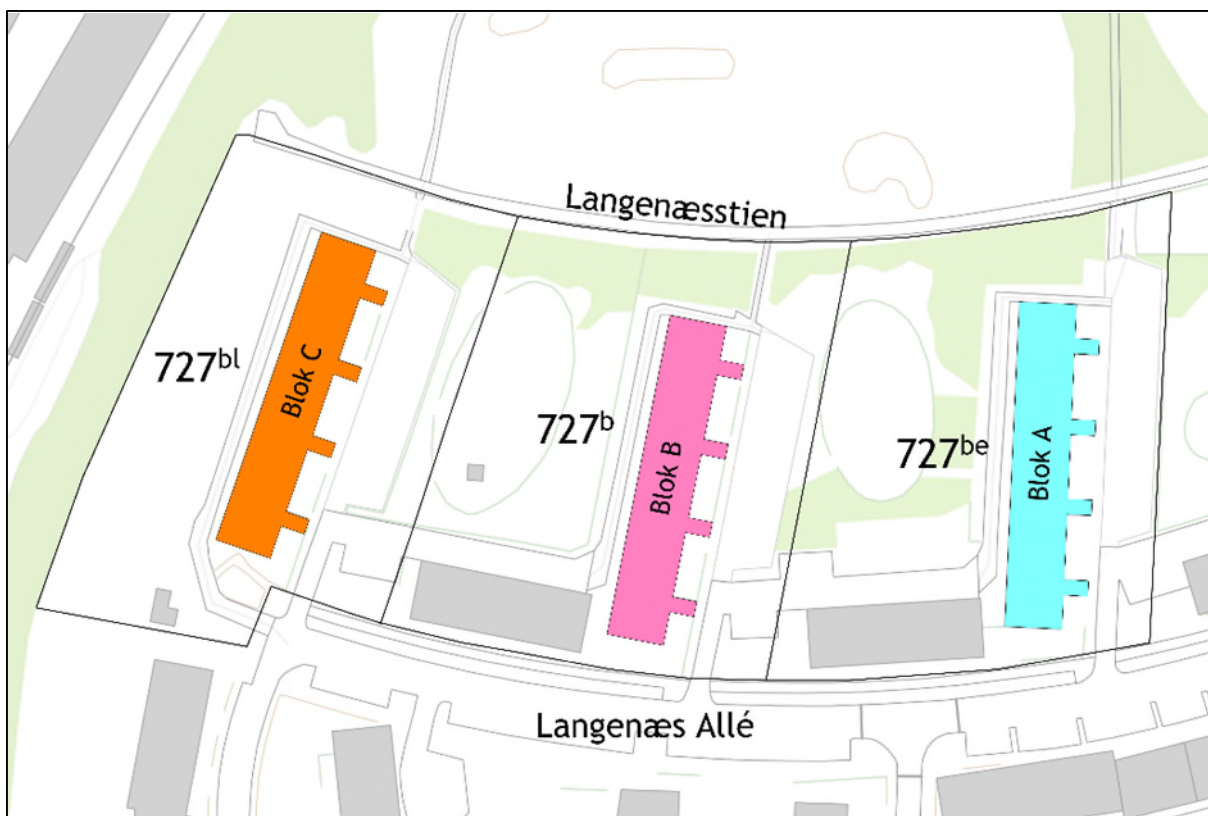 Langenæsstien
727bl
Blok C
727b
Blok B
727be
Blok A
Langenæs Allé